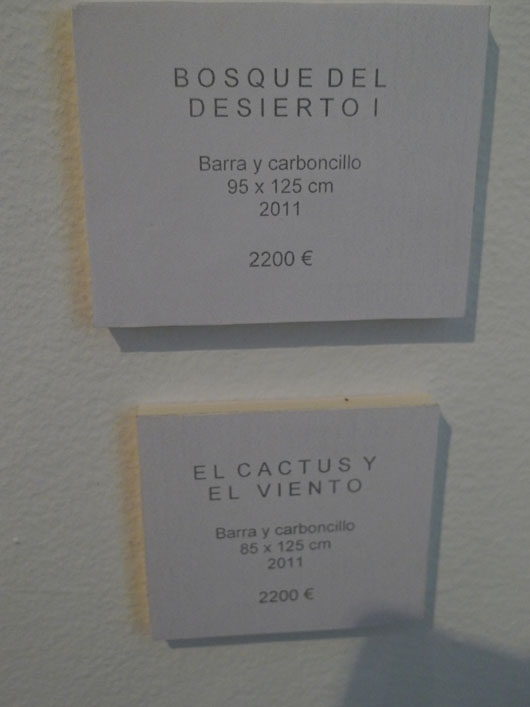 BOSQUE DEL
DESIERTO I
Barra y carboncillo
95 x 125 cm
2011
2200 €
EL CACTUS Y
EL VIENTO
Barra y carboncillo
85 x 125 cm
2011
2200 €